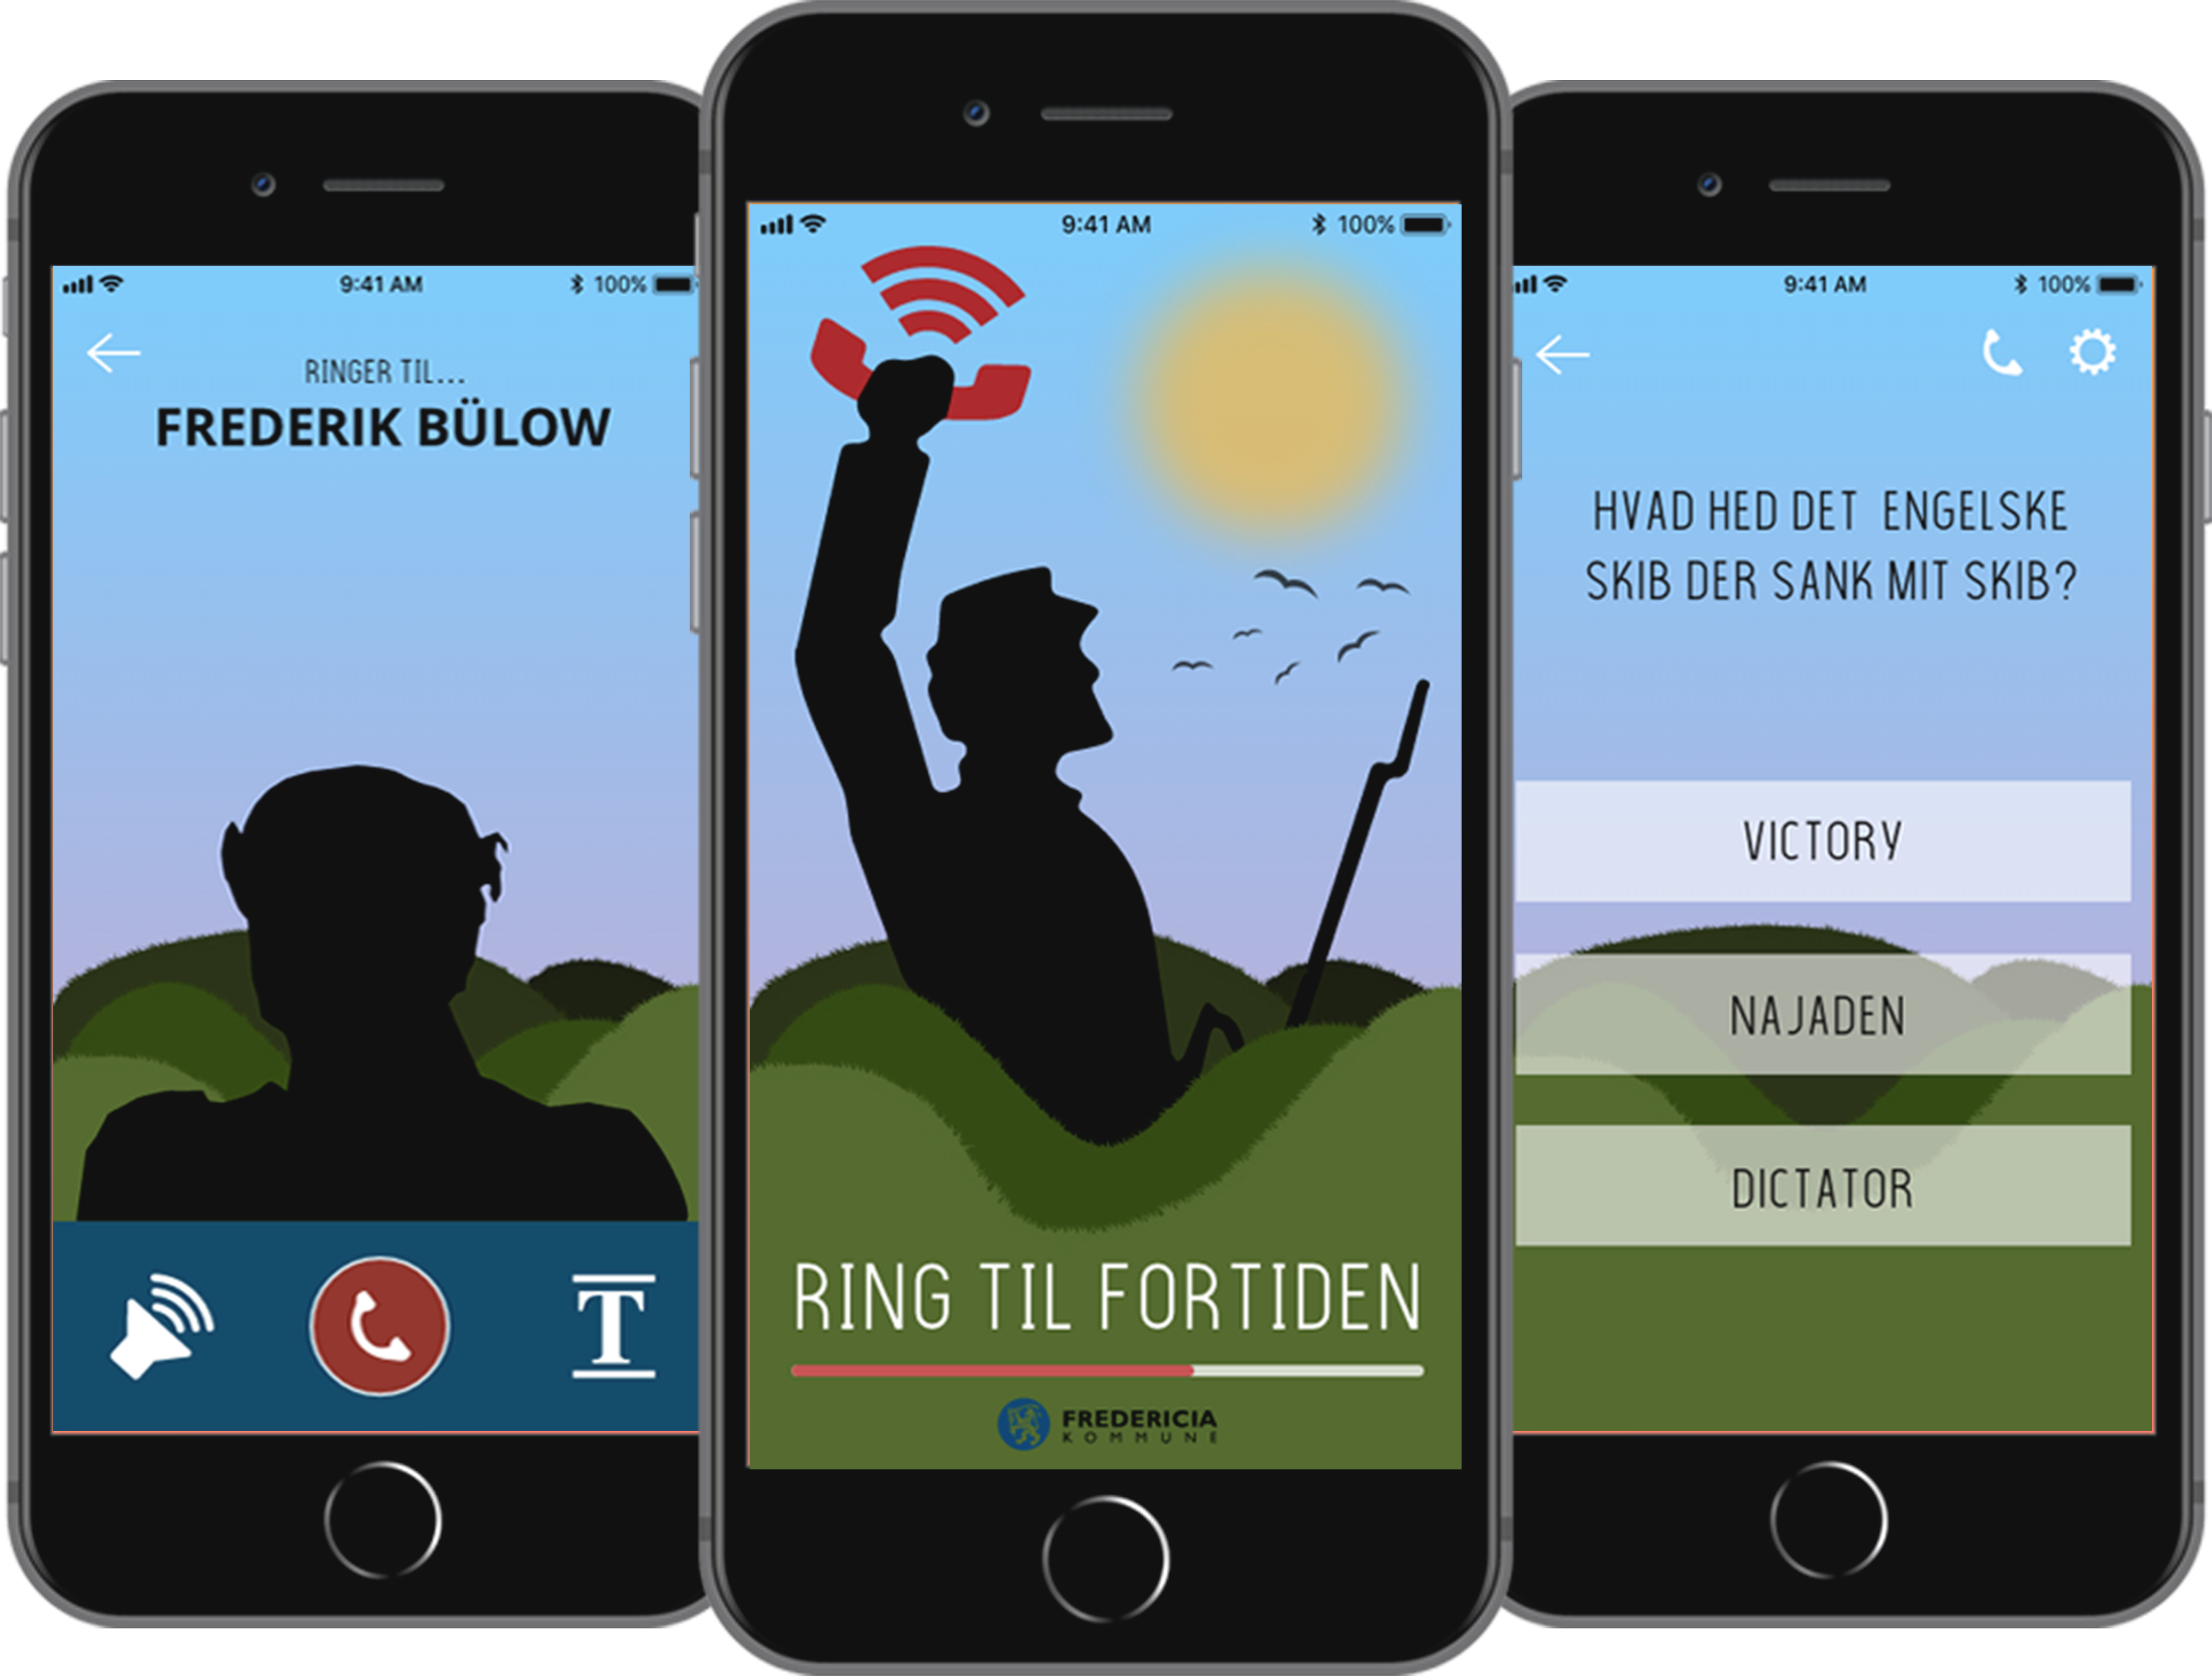 9:41 AM
100%
RINGER TIL...
FREDERIK BÜLOW
T
9:41 AM
100%
RING TIL FORTIDEN
FREDERICIA
KOMMUNE
9:41 AM
100%
HVAD HED DET ENGELSKE
SKIB DER SANK MIT SKIB?
VICTORY
NAJADEN
DICTATOR